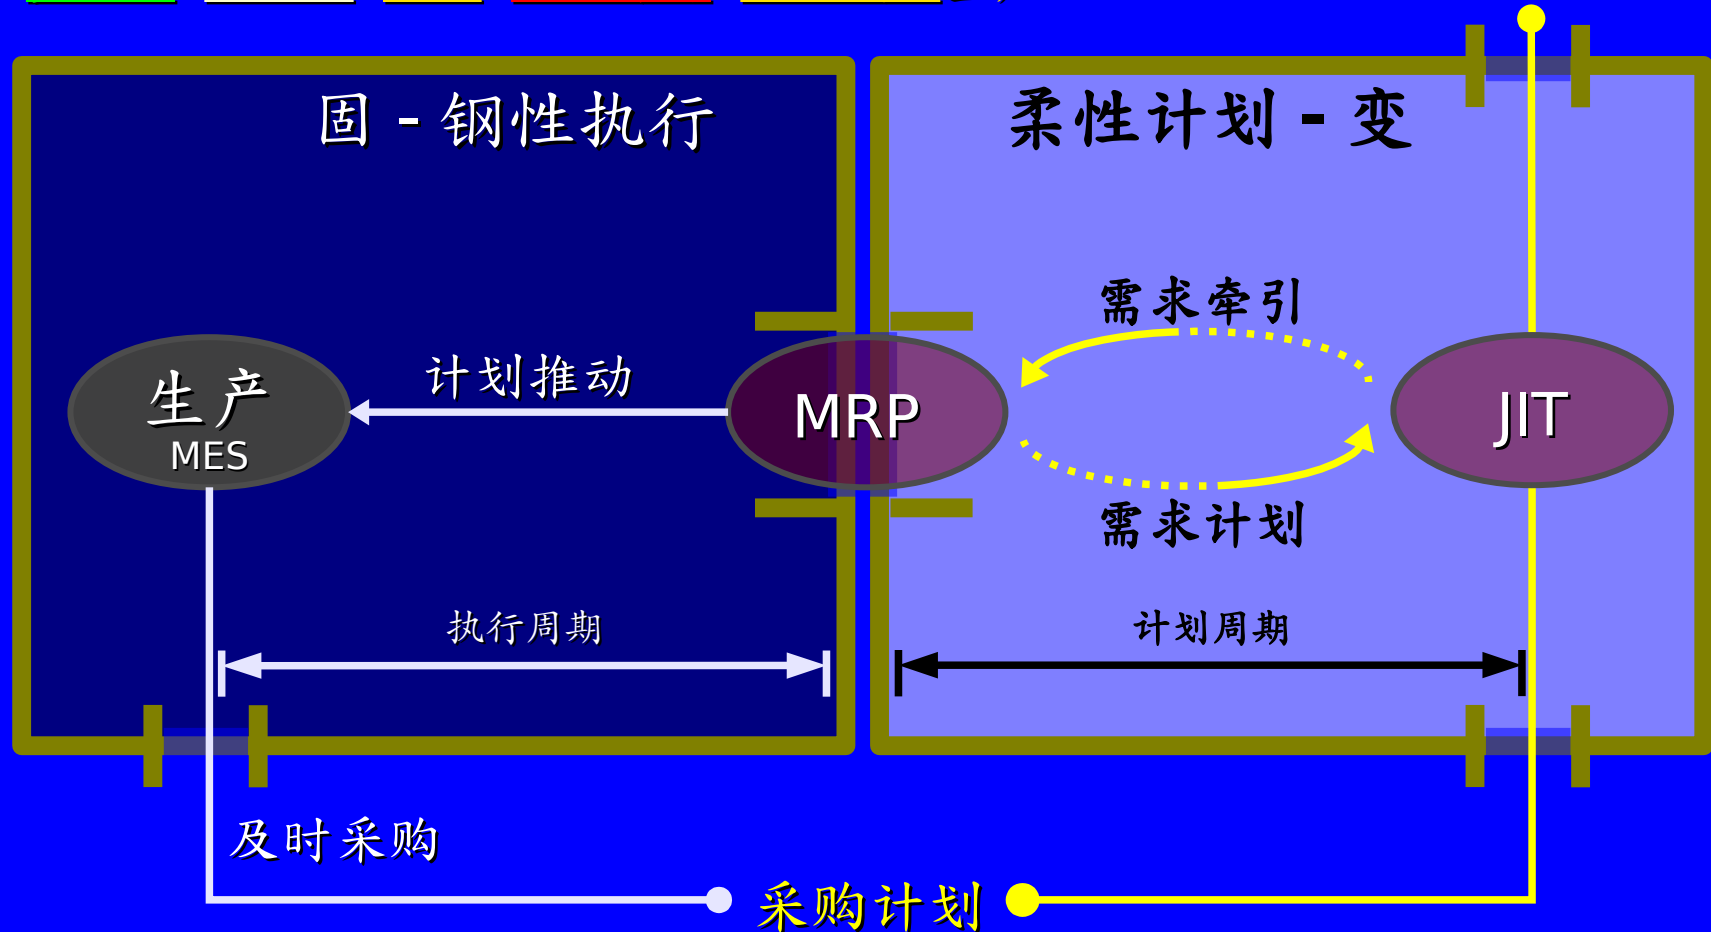 固 - 钢性执行
柔性计划 - 变
需求牵引
计划推动
生产
MES
MRP
JIT
需求计划
执行周期
计划周期
及时采购
采购计划